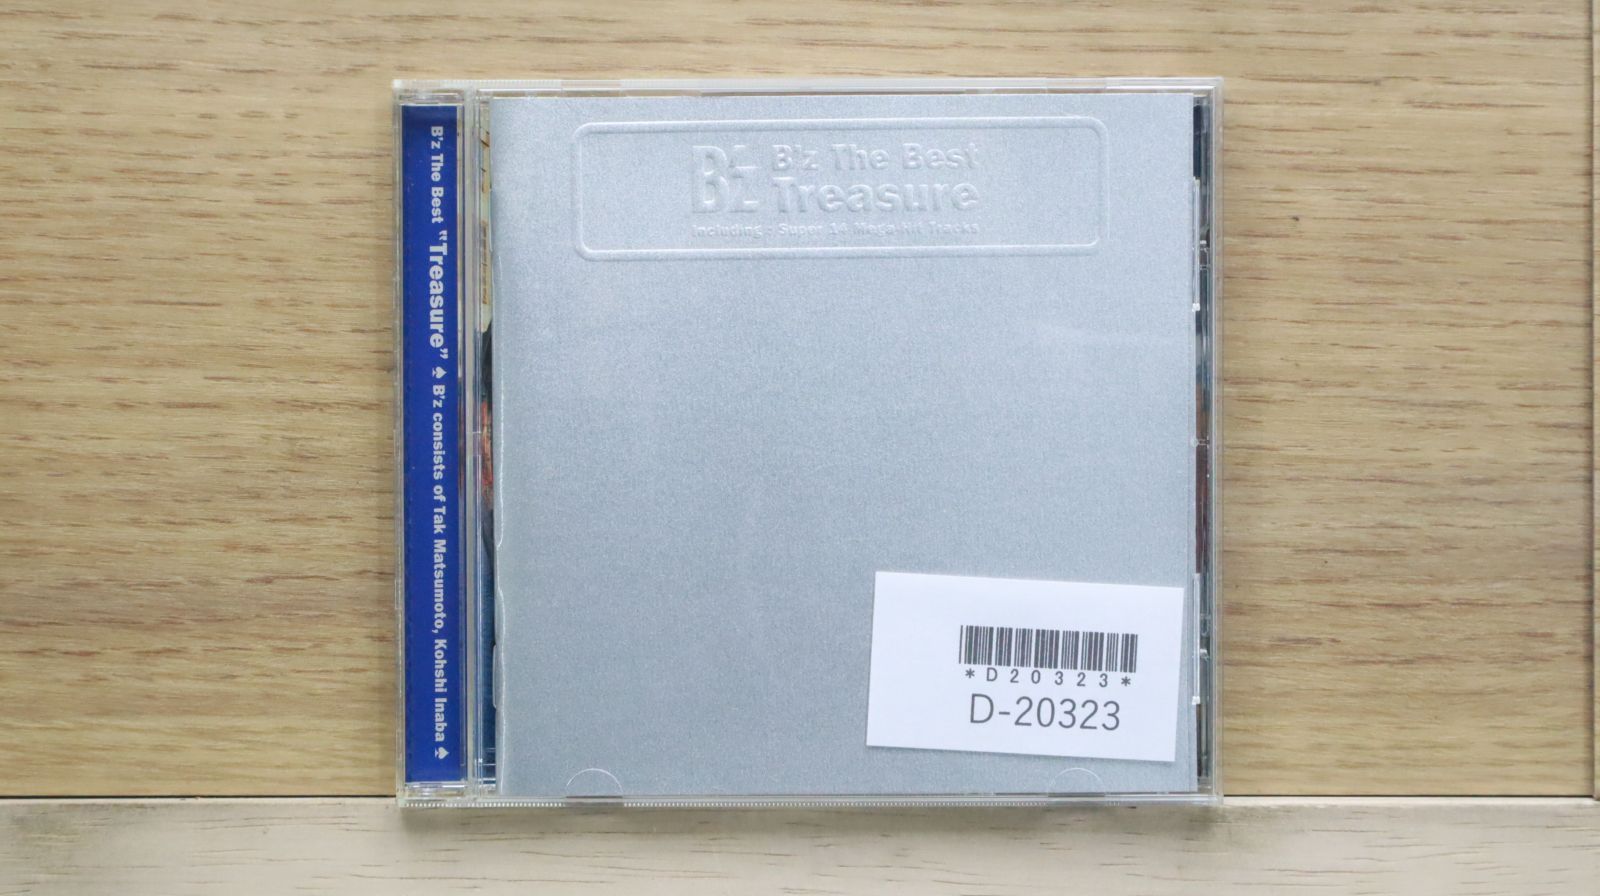 B'z The Best "Treasure" ♠ B'z consists of Tak Matsumoto, Kohshi Inaba ♠
B'z
B'z The Best
Treasure
Including : Super 14 Mega-Hit Tracks
*D20323*
D-20323